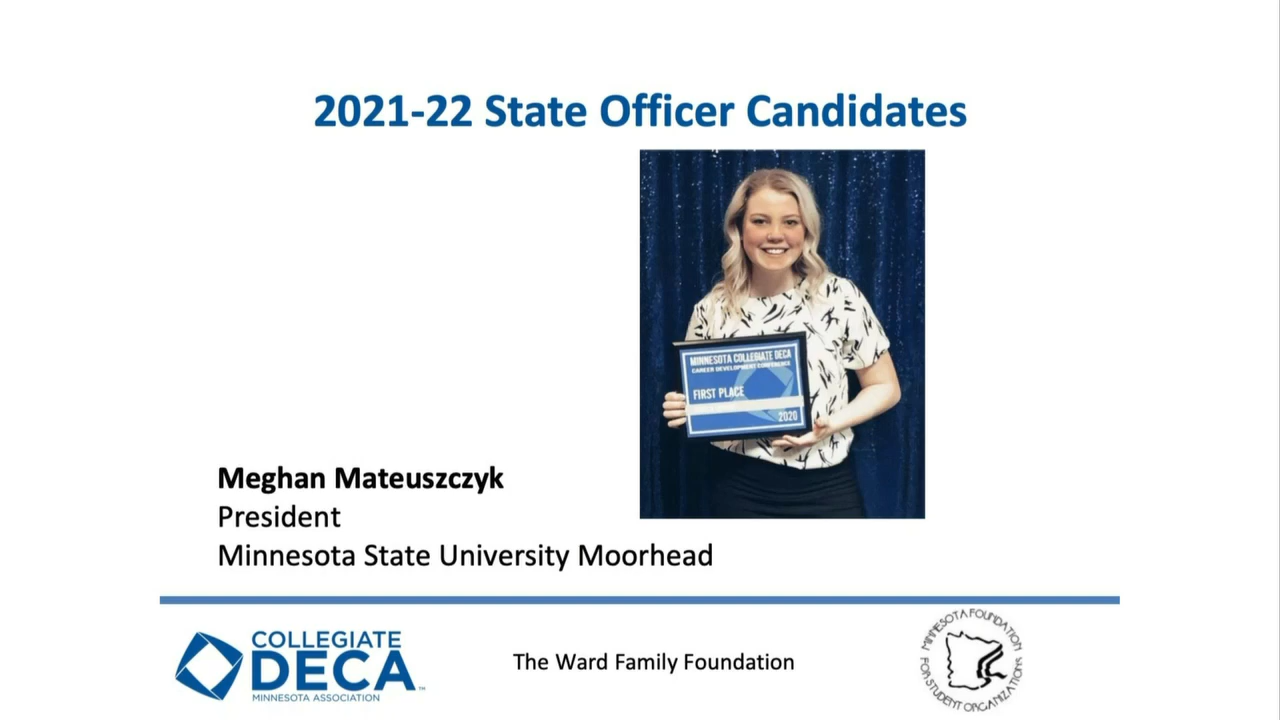 2021-22 State Officer Candidates
MINNESOTA COLLEGIATE DECA
CAREER DEVELOPMENT CONFERENCE
FIRST PLACE
2020
Meghan Mateuszczyk
President
Minnesota State University Moorhead
COLLEGIATE
DECA™
MINNESOTA ASSOCIATION
The Ward Family Foundation
MINNESOTA FOUNDATION
FOR STUDENT ORGANIZATIONS